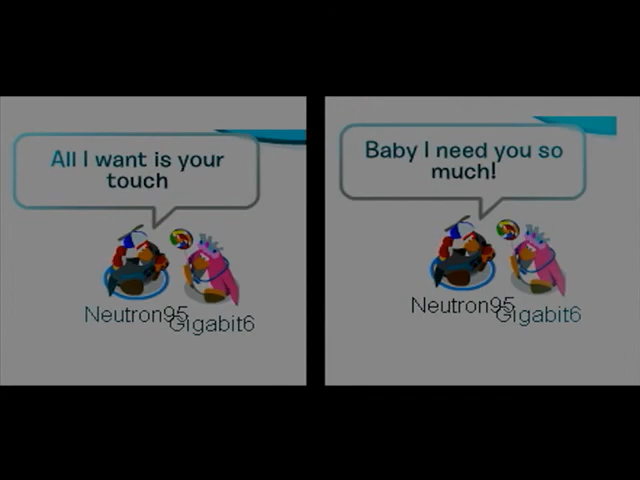 All I want is your
touch
Neutron95
Gigabit6
Baby I need you so
much!
Neutron95
Gigabit6